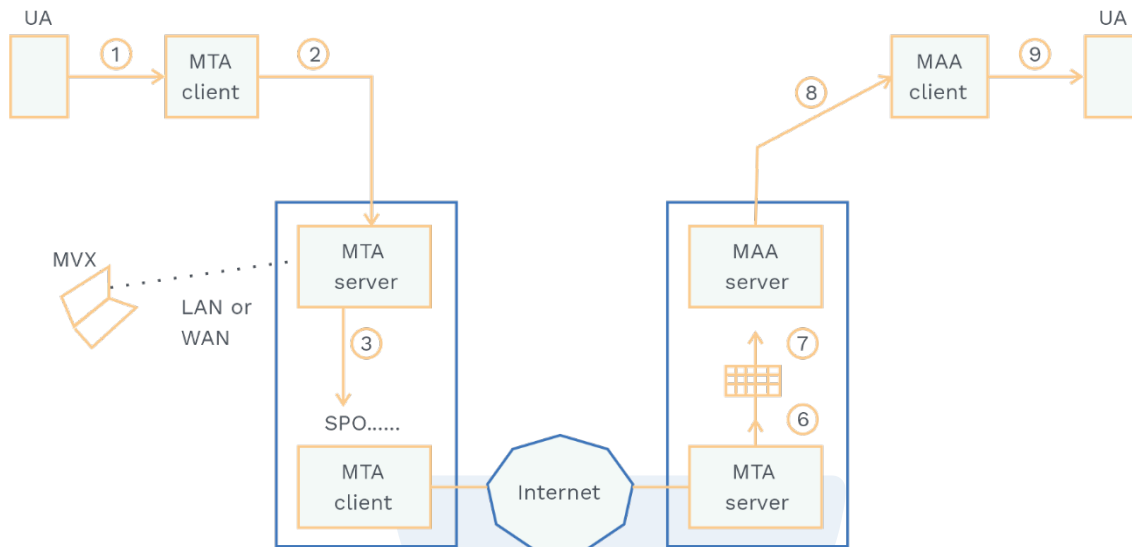 UA
1
MTA
client
2
MAA
client
8
9
UA
MTA
server
MVX
LAN or
WAN
3
SPO......
MTA
client
Internet
MAA
server
7
6
MTA
server